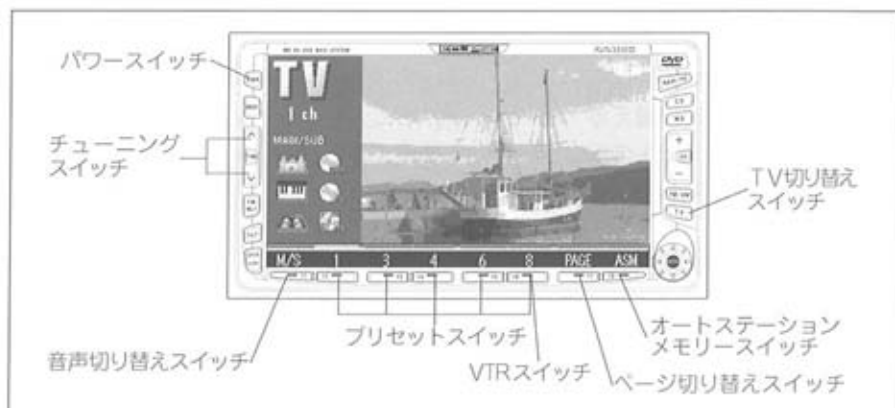 パワースイッチ
チューニング
スイッチ
TV
1 ch
MAIN/SUB
DVD
TV切り替え
スイッチ
M/S 1 3 4 6 8 PAGE ASM
プリセットスイッチ
音声切り替えスイッチ
VTRスイッチ
オートステーション
メモリースイッチ
ページ切り替えスイッチ